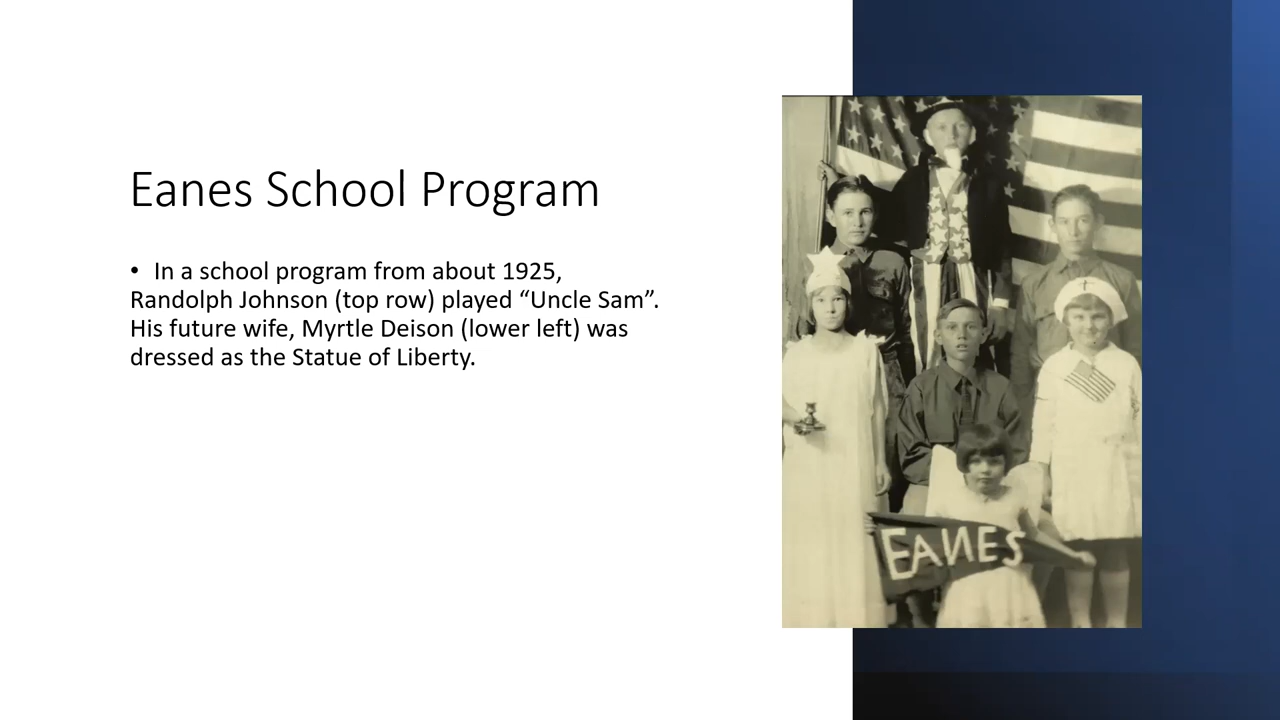 Eanes School Program
• In a school program from about 1925,
Randolph Johnson (top row) played “Uncle Sam”.
His future wife, Myrtle Deison (lower left) was
dressed as the Statue of Liberty.
EANES